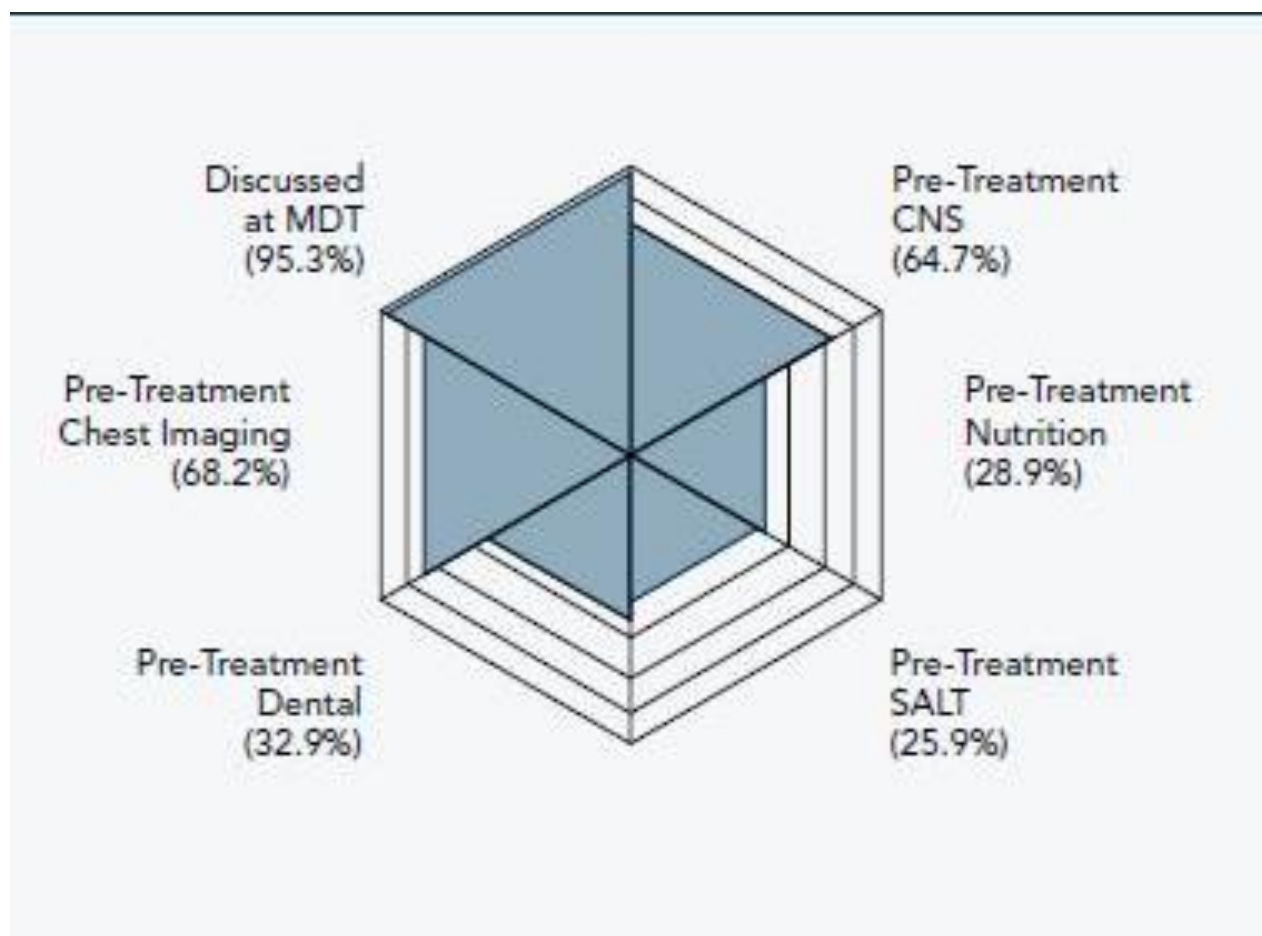 Discussed
at MDT
(95.3%)
Pre-Treatment
CNS
(64.7%)
Pre-Treatment
Chest Imaging
(68.2%)
Pre-Treatment
Nutrition
(28.9%)
Pre-Treatment
Dental
(32.9%)
Pre-Treatment
SALT
(25.9%)